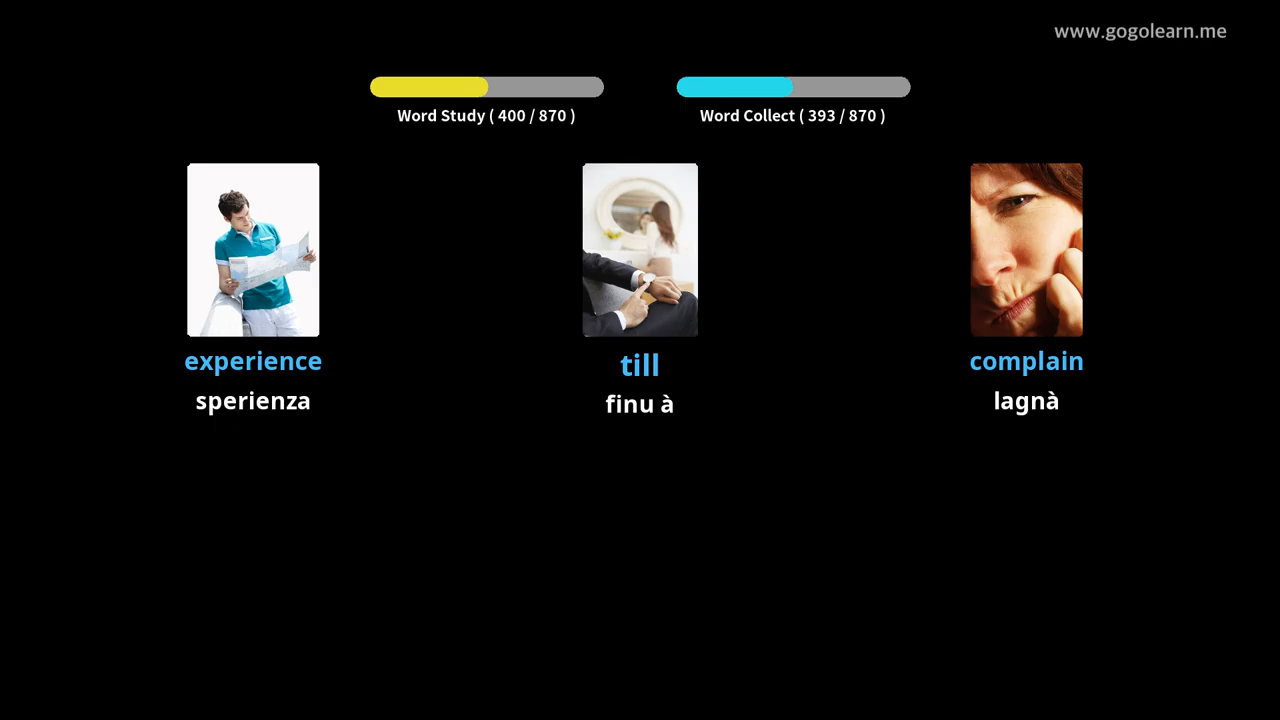 www.gogolearn.me
Word Study ( 400 / 870 )
Word Collect ( 393 / 870 )
experience
sperienza
till
finu à
complain
lagnà